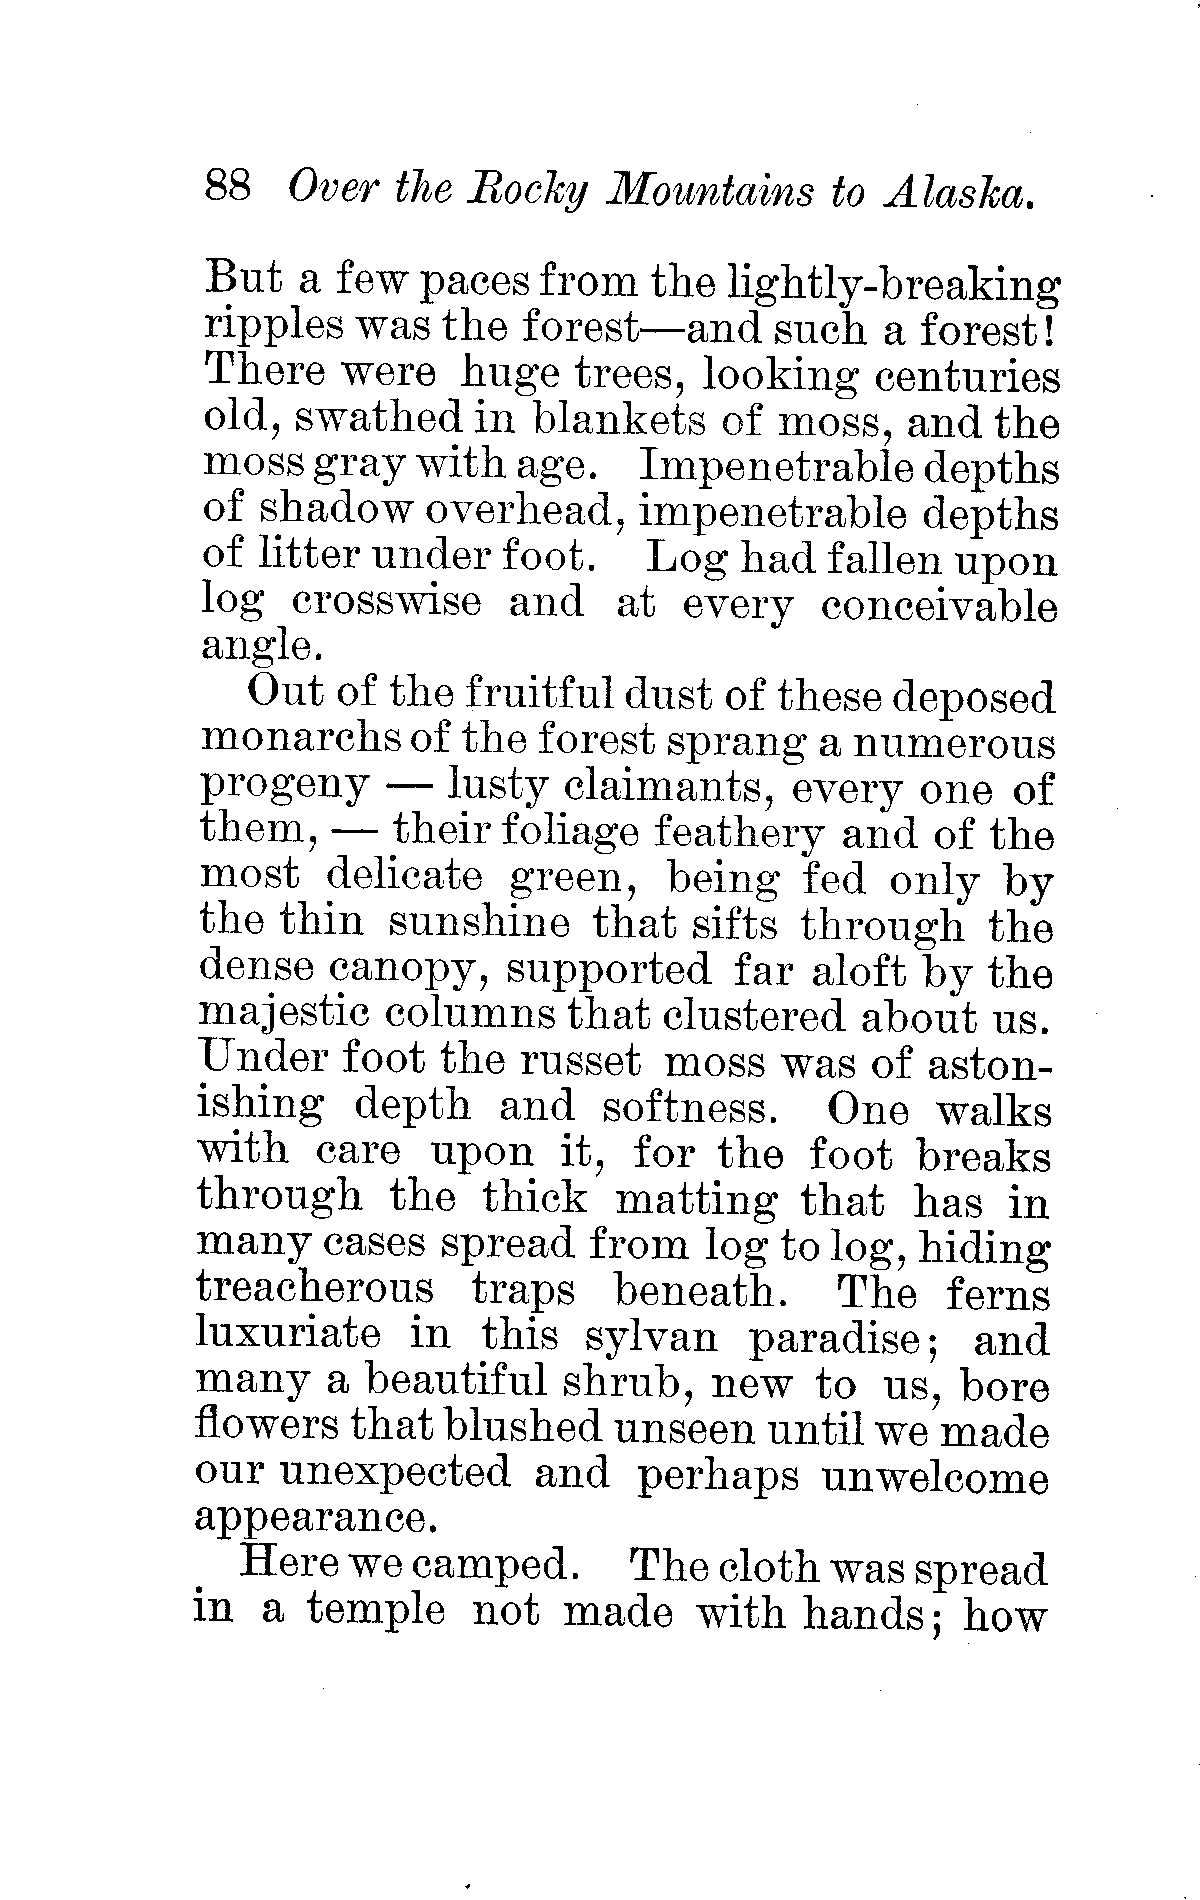 88 Over the Rocky Mountains to Alaska.
But a few paces from the lightly-breaking
ripples was the forest—and such a forest!
There were huge trees, looking centuries
old, swathed in blankets of moss, and the
moss gray with age. Impenetrable depths
of shadow overhead, impenetrable depths
of litter under foot. Log had fallen upon
log crosswise and at every conceivable
angle.
Out of the fruitful dust of these deposed
monarchs of the forest sprang a numerous
progeny — lusty claimants, every one of
them, — their foliage feathery and of the
most delicate green, being fed only by
the thin sunshine that sifts through the
dense canopy, supported far aloft by the
majestic columns that clustered about us.
Under foot the russet moss was of aston-
ishing depth and softness. One walks
with care upon it, for the foot breaks
through the thick matting that has in
many cases spread from log to log, hiding
treacherous traps beneath. The ferns
luxuriate in this sylvan paradise; and
many a beautiful shrub, new to us, bore
flowers that blushed unseen until we made
our unexpected and perhaps unwelcome
appearance.
Here we camped. The cloth was spread
in a temple not made with hands; how